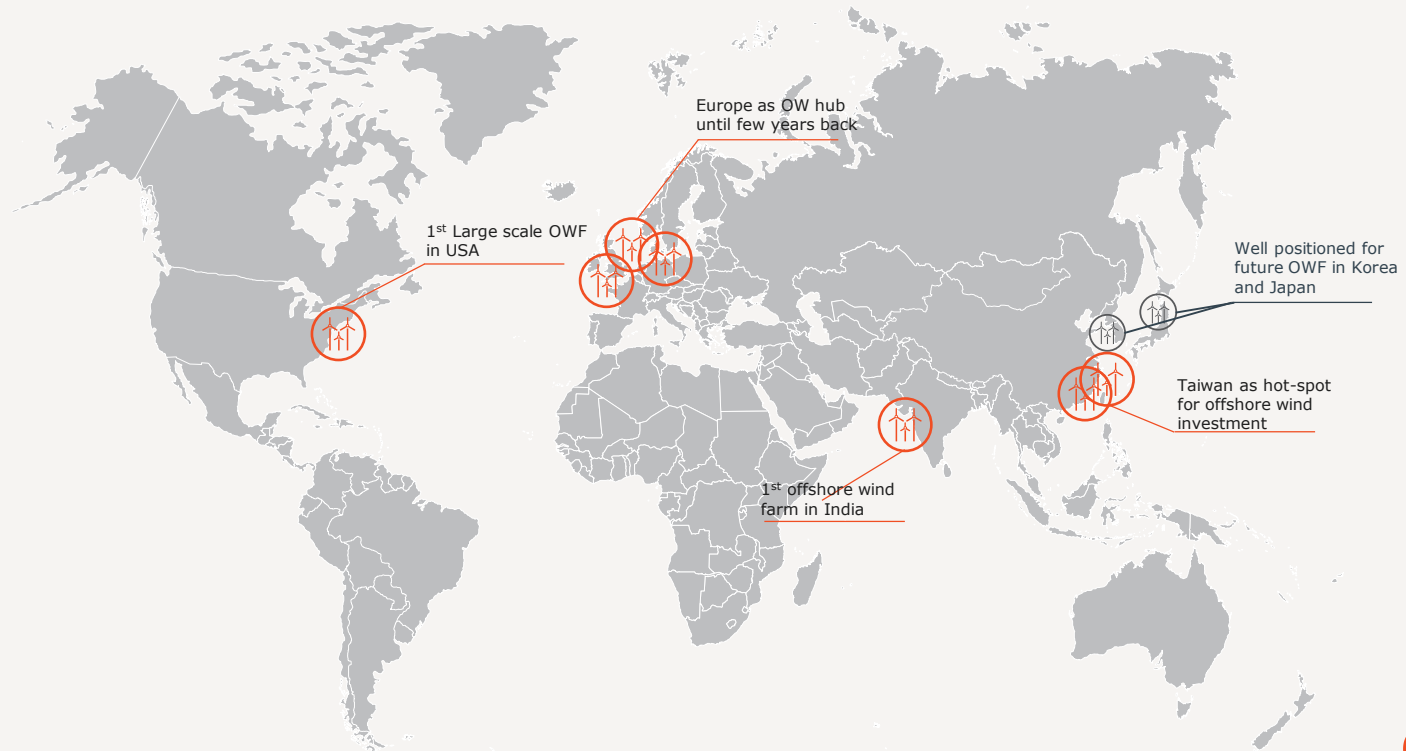 Europe as OW hub
until few years back
1st Large scale OWF
in USA
Well positioned for
future OWF in Korea
and Japan
Taiwan as hot-spot
for offshore wind
investment
1st offshore wind
farm in India